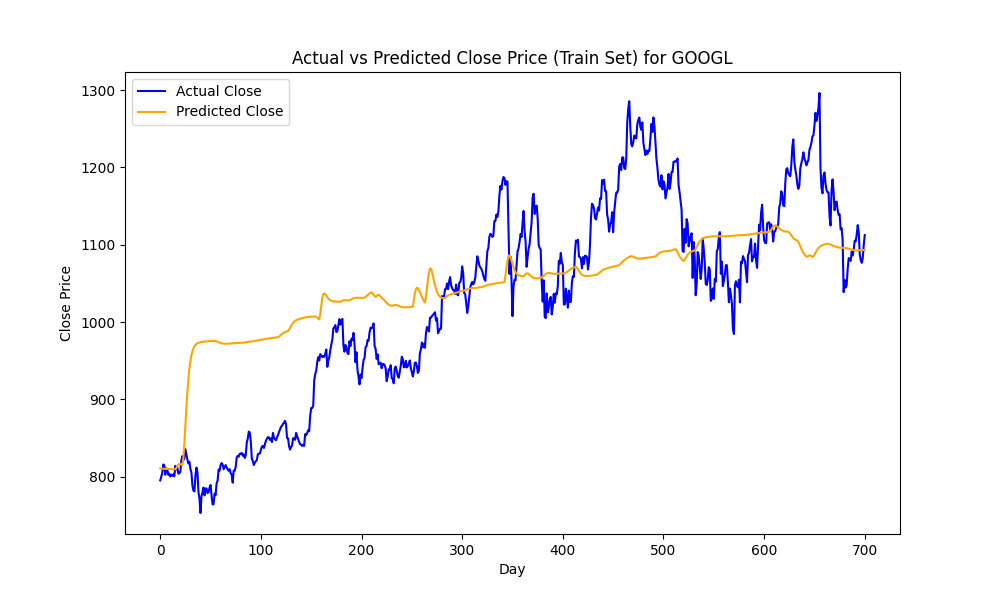 Actual vs Predicted Close Price (Train Set) for GOOGL
Actual Close
Predicted Close
1300
1200
1100
1000
900
800
Close Price
0 100 200 300 400 500 600 700
Day